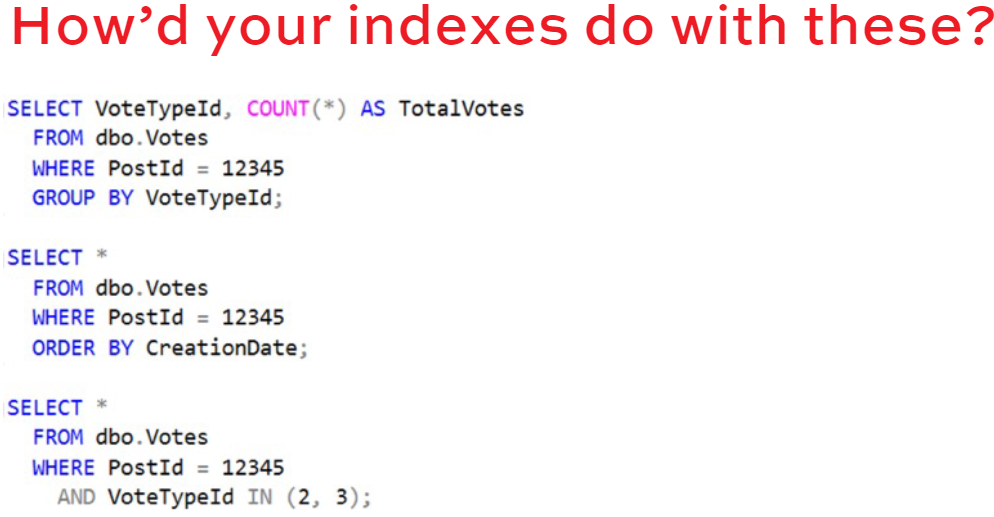 How’d your indexes do with these?
SELECT VoteTypeId, COUNT(*) AS TotalVotes
FROM dbo.Votes
WHERE PostId = 12345
GROUP BY VoteTypeId;
SELECT *
FROM dbo.Votes
WHERE PostId = 12345
ORDER BY CreationDate;
SELECT *
FROM dbo.Votes
WHERE PostId = 12345
AND VoteTypeId IN (2, 3);